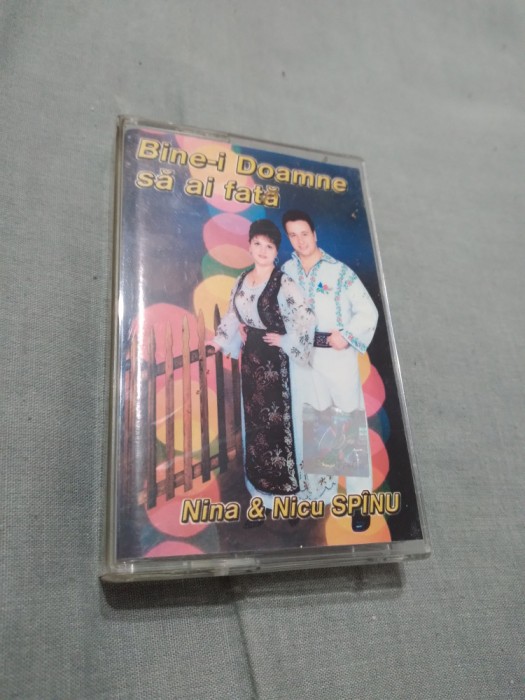 Bine-i Doamne
să ai fată
Nina & Nicu SPÎNU